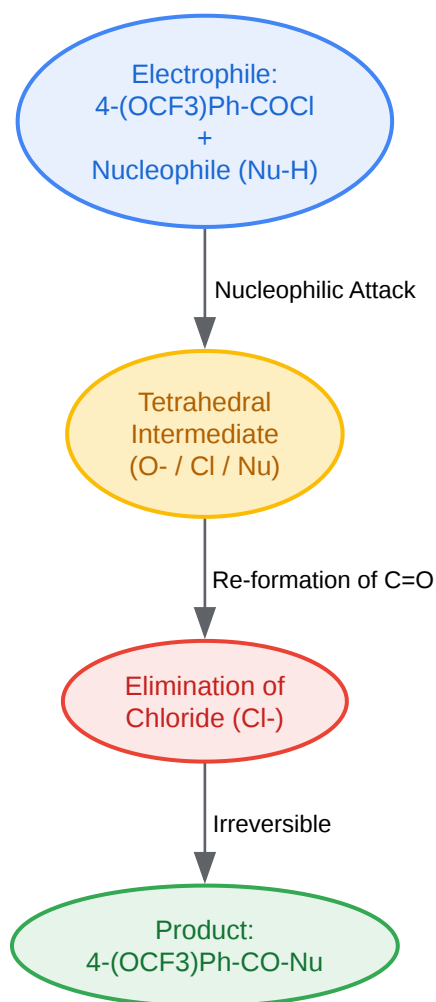 Electrophile:
4-(OCF3)Ph-COCl
+
Nucleophile (Nu-H)
Nucleophilic Attack
Tetrahedral
Intermediate
(O- / Cl / Nu)
Re-formation of C=O
Elimination of
Chloride (Cl-)
Irreversible
Product:
4-(OCF3)Ph-CO-Nu